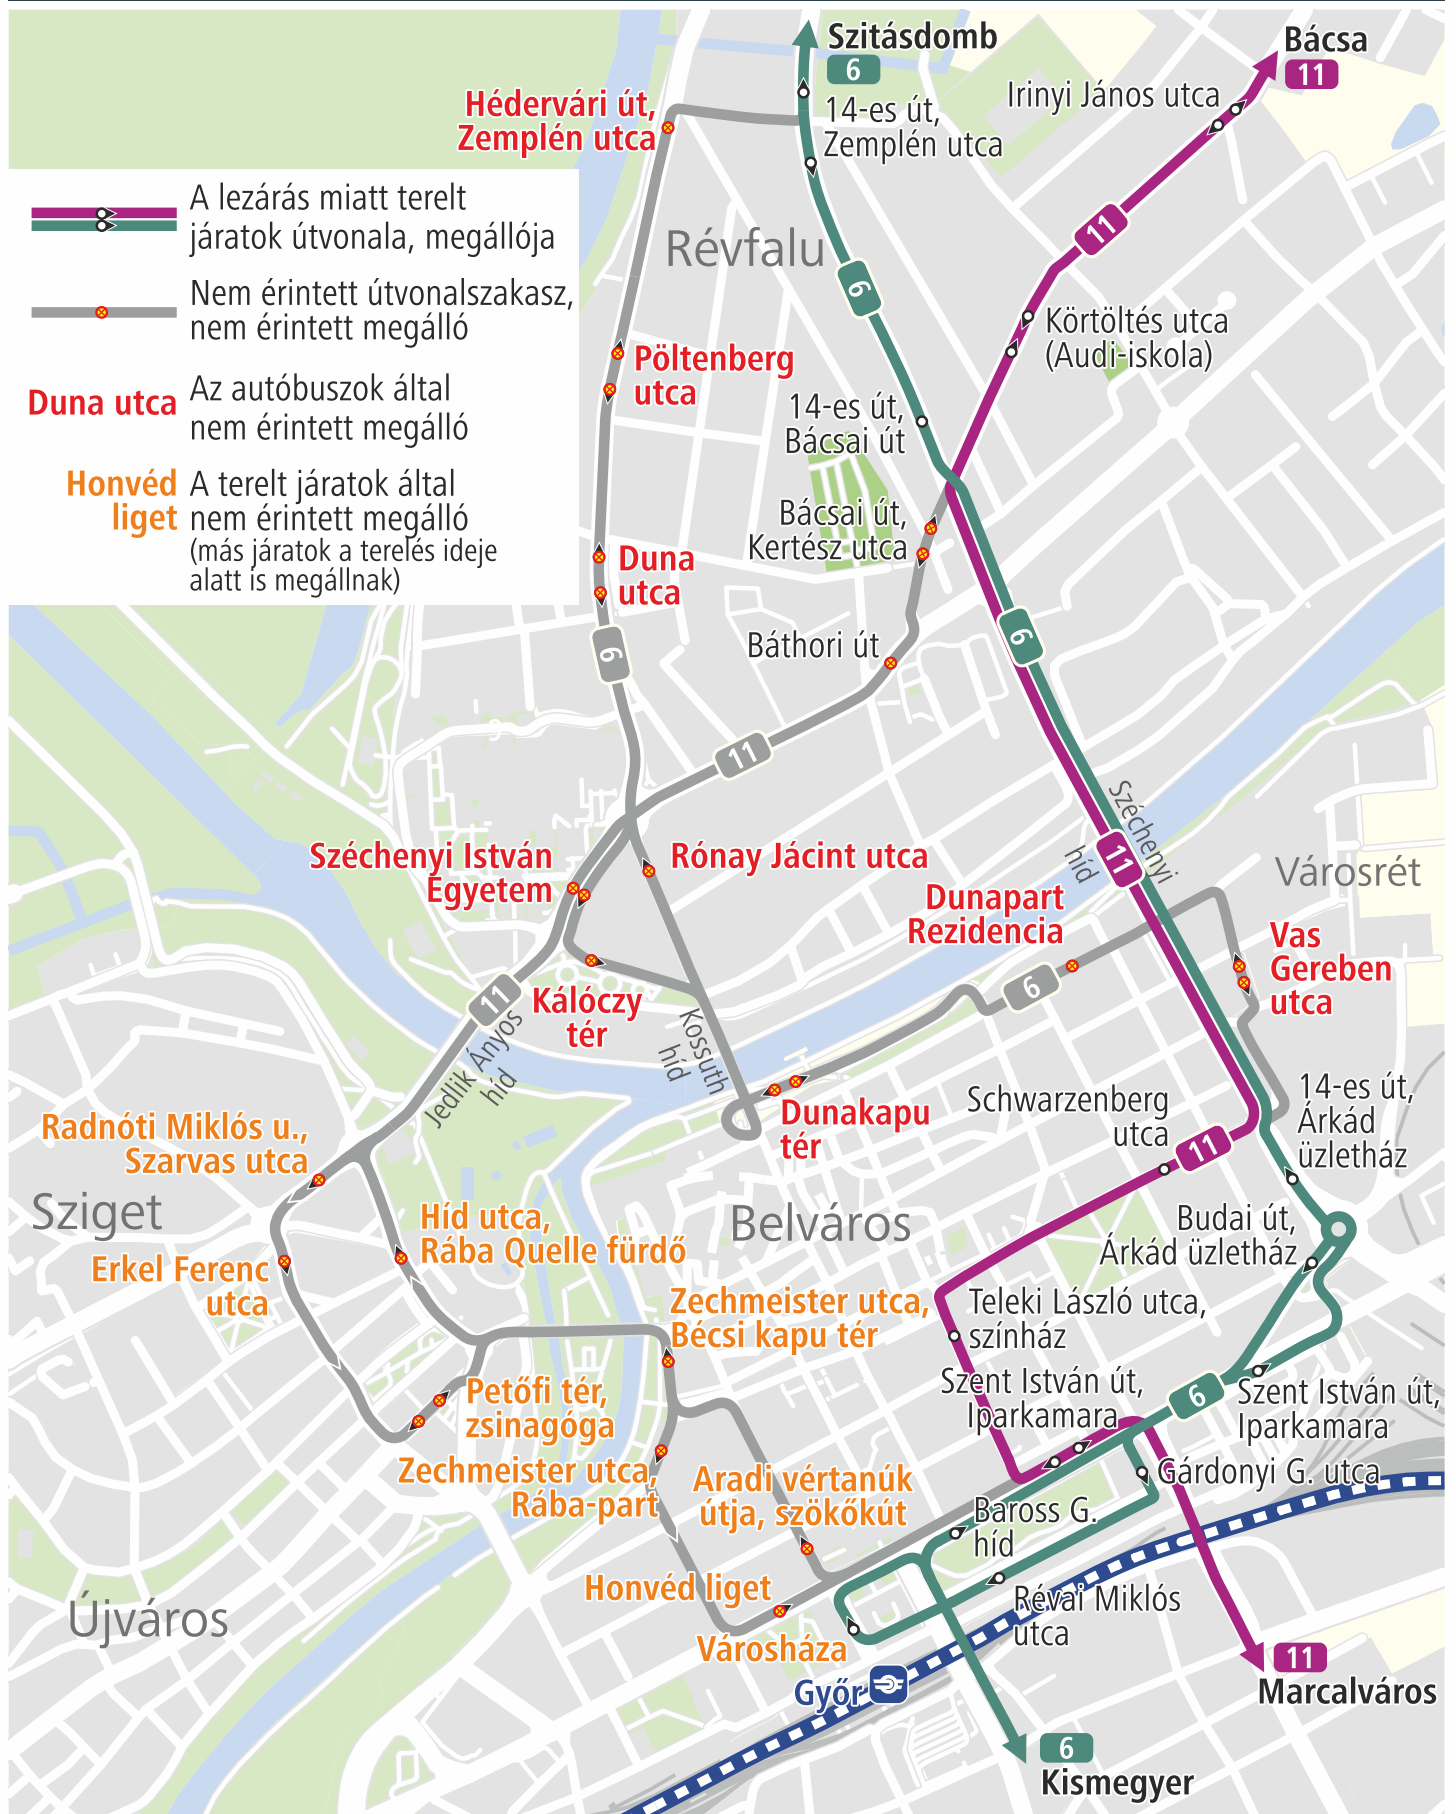 Szitásdomb
6
Bácsa
11
Irinyi János utca
Hédervári út,
Zemplén utca
14-es út,
Zemplén utca
A lezárás miatt terelt
járatok útvonala, megállója
Nem érintett útvonalszakasz,
nem érintett megálló
Duna utca
Az autóbuszok által
nem érintett megálló
Honvéd
liget
A terelt járatok által
nem érintett megálló
(más járatok a terelés ideje
alatt is megállnak)
Révfalu
11
6
Körtöltés utca
(Audi-iskola)
Pöltenberg
utca
14-es út,
Bácsai út
Bácsai út,
Kertész utca
Duna
utca
6
6
Báthori út
11
Széchenyi
híd
11
Széchenyi István
Egyetem
Rónay Jácint utca
Városrét
Dunapart
Rezidencia
Vas
Gereben
utca
6
11
Kálóczy
tér
Jedlik Ányos
híd
Kossuth
híd
Dunakapu
tér
Schwarzenberg
utca
11
14-es út,
Árkád
üzletház
Radnóti Miklós u.,
Szarvas utca
Sziget
Híd utca,
Rába Quelle fürdő
Belváros
Budai út,
Árkád üzletház
Erkel Ferenc
utca
Zechmeister utca,
Bécsi kapu tér
Teleki László utca,
színház
Petőfi tér,
zsinagóga
Szent István út,
Iparkamara
6
Szent István út,
Iparkamara
Zechmeister utca,
Rába-part
Aradi vértanúk
útja, szökőkút
Gárdonyi G. utca
Baross G.
híd
Honvéd liget
Révai Miklós
utca
Újváros
Városháza
Győr
11
Marcalváros
6
Kismegyer